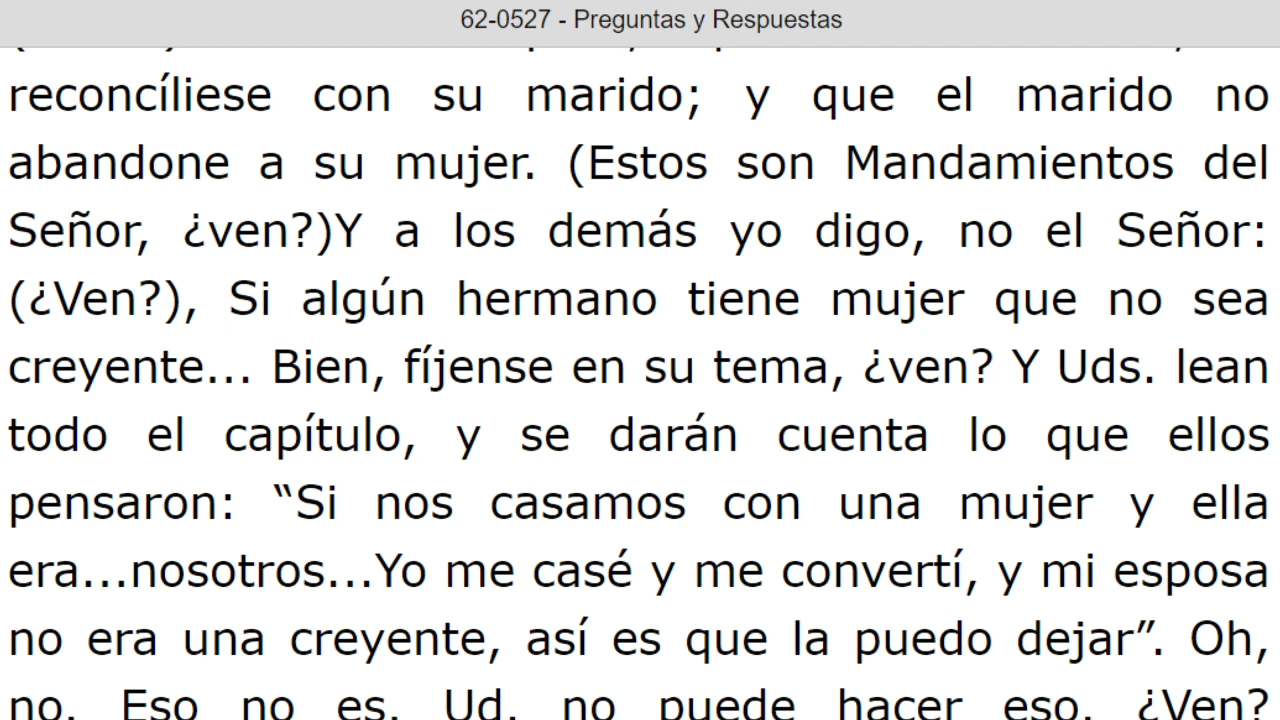 62-0527 - Preguntas y Respuestas
reconcíliese con su marido; y que el marido no
abandone a su mujer. (Estos son Mandamientos del
Señor, ¿ven?)Y a los demás yo digo, no el Señor:
(¿Ven?), Si algún hermano tiene mujer que no sea
creyente... Bien, fíjense en su tema, ¿ven? Y Uds. lean
todo el capítulo, y se darán cuenta lo que ellos
pensaron: “Si nos casamos con una mujer y ella
era...nosotros...Yo me casé y me convertí, y mi esposa
no era una creyente, así es que la puedo dejar”. Oh,
no. Eso no es. Ud. no puede hacer eso. ¿Ven?